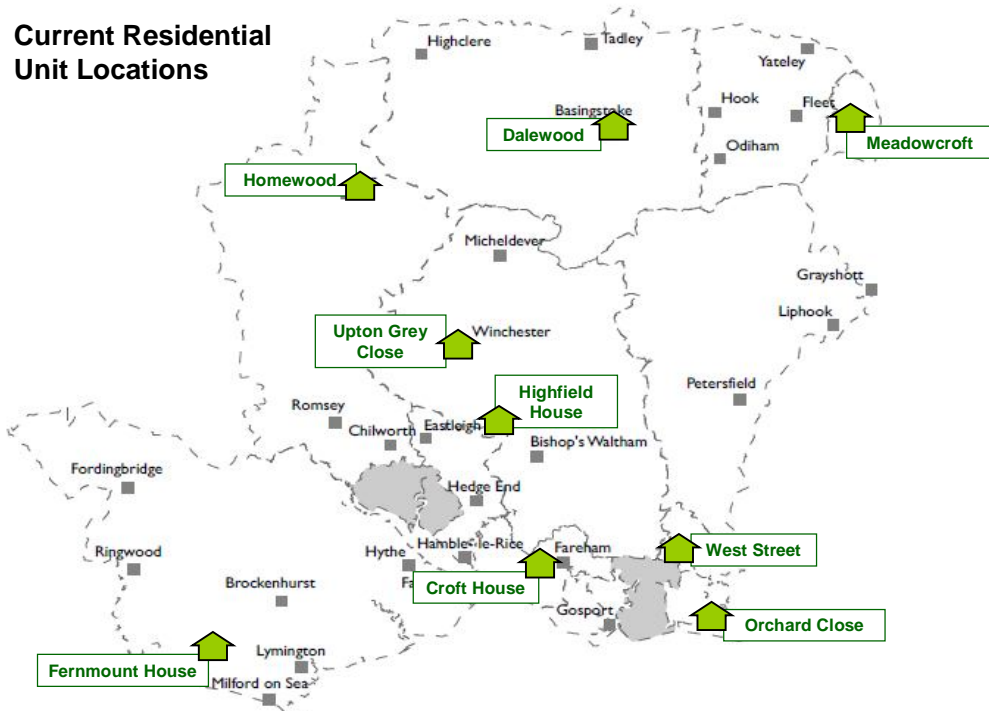 Current Residential
Unit Locations
Highclere
Tadley
Yateley
Hook
Fleet
Basingstoke
Dalewood
Meadowcroft
Odiham
Homewood
Micheldever
Grayshott
Liphook
Upton Grey
Close
Winchester
Petersfield
Highfield
House
Romsey
Chilworth
Eastleigh
Bishop's Waltham
Fordingbridge
Hedge End
Ringwood
Hythe
Hamble-le-Rice
Fareham
West Street
Brockenhurst
Croft House
Gosport
Orchard Close
Fernmount House
Lymington
Milford on Sea